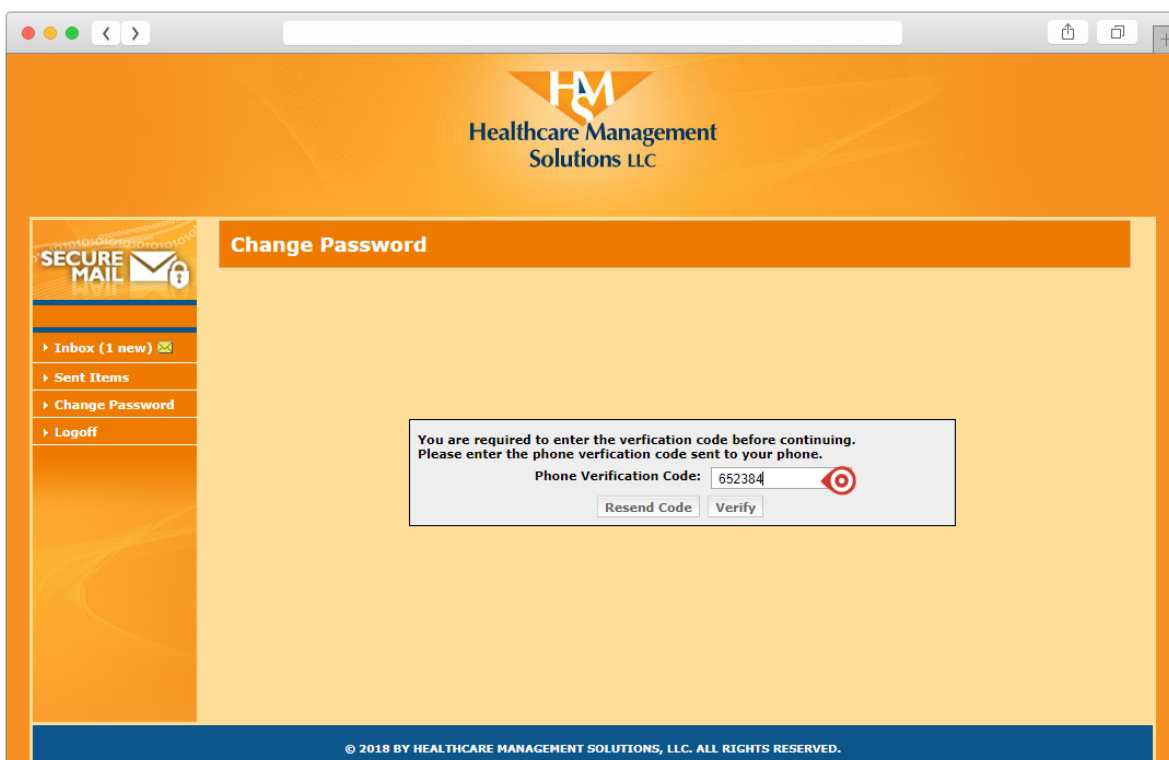 HSM
Healthcare Management
Solutions LLC
SECURE
MAIL
Change Password
Inbox (1 new)
Sent Items
Change Password
Logoff
You are required to enter the verfication code before continuing.
Please enter the phone verfication code sent to your phone.
Phone Verification Code: 652384
Resend Code Verify
© 2018 BY HEALTHCARE MANAGEMENT SOLUTIONS, LLC. ALL RIGHTS RESERVED.